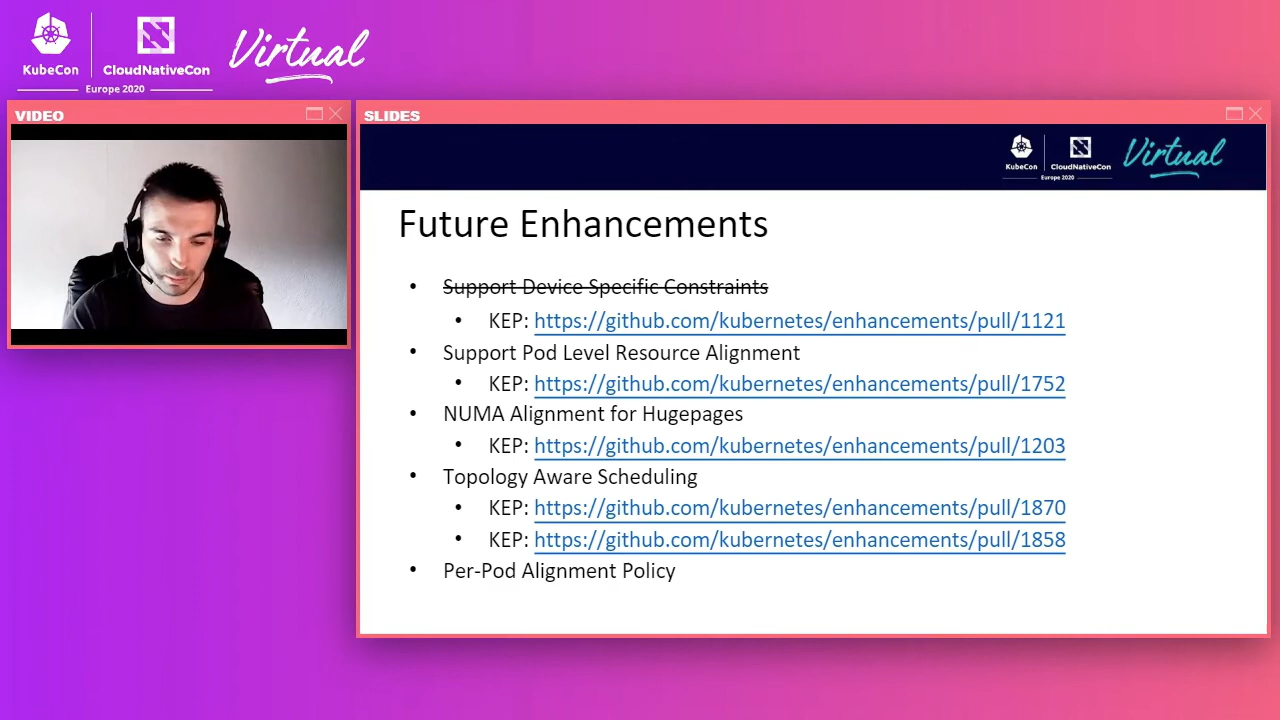 KubeCon
CloudNativeCon
Europe 2020
Virtual
VIDEO
SLIDES
KubeCon
CloudNativeCon
Europe 2020
Virtual
Future Enhancements
• Support Device Specific Constraints
• KEP: https://github.com/kubernetes/enhancements/pull/1121
• Support Pod Level Resource Alignment
• KEP: https://github.com/kubernetes/enhancements/pull/1752
• NUMA Alignment for Hugepages
• KEP: https://github.com/kubernetes/enhancements/pull/1203
• Topology Aware Scheduling
• KEP: https://github.com/kubernetes/enhancements/pull/1870
• KEP: https://github.com/kubernetes/enhancements/pull/1858
• Per-Pod Alignment Policy